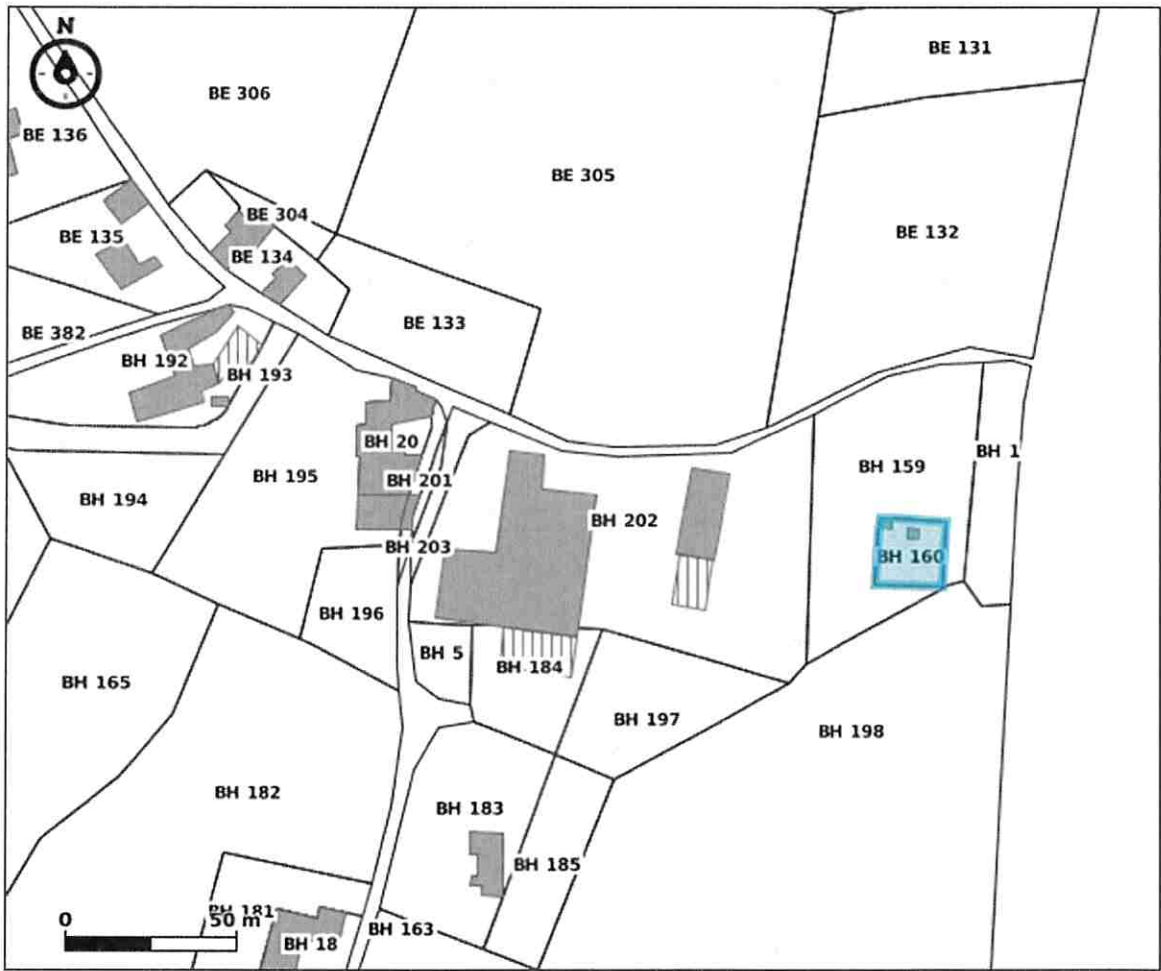 N
BE 131
BE 306
BE 136
BE 305
BE 304
BE 132
BE 135
BE 134
BE 133
BE 382
BH 192
BH 193
BH 20
BH 159
BH 1
BH 195
BH 201
BH 194
BH 202
BH 203
BH 160
BH 196
BH 5
BH 184
BH 165
BH 197
BH 198
BH 182
BH 183
BH 185
BH 181
0
50 m
BH 163
BH 18